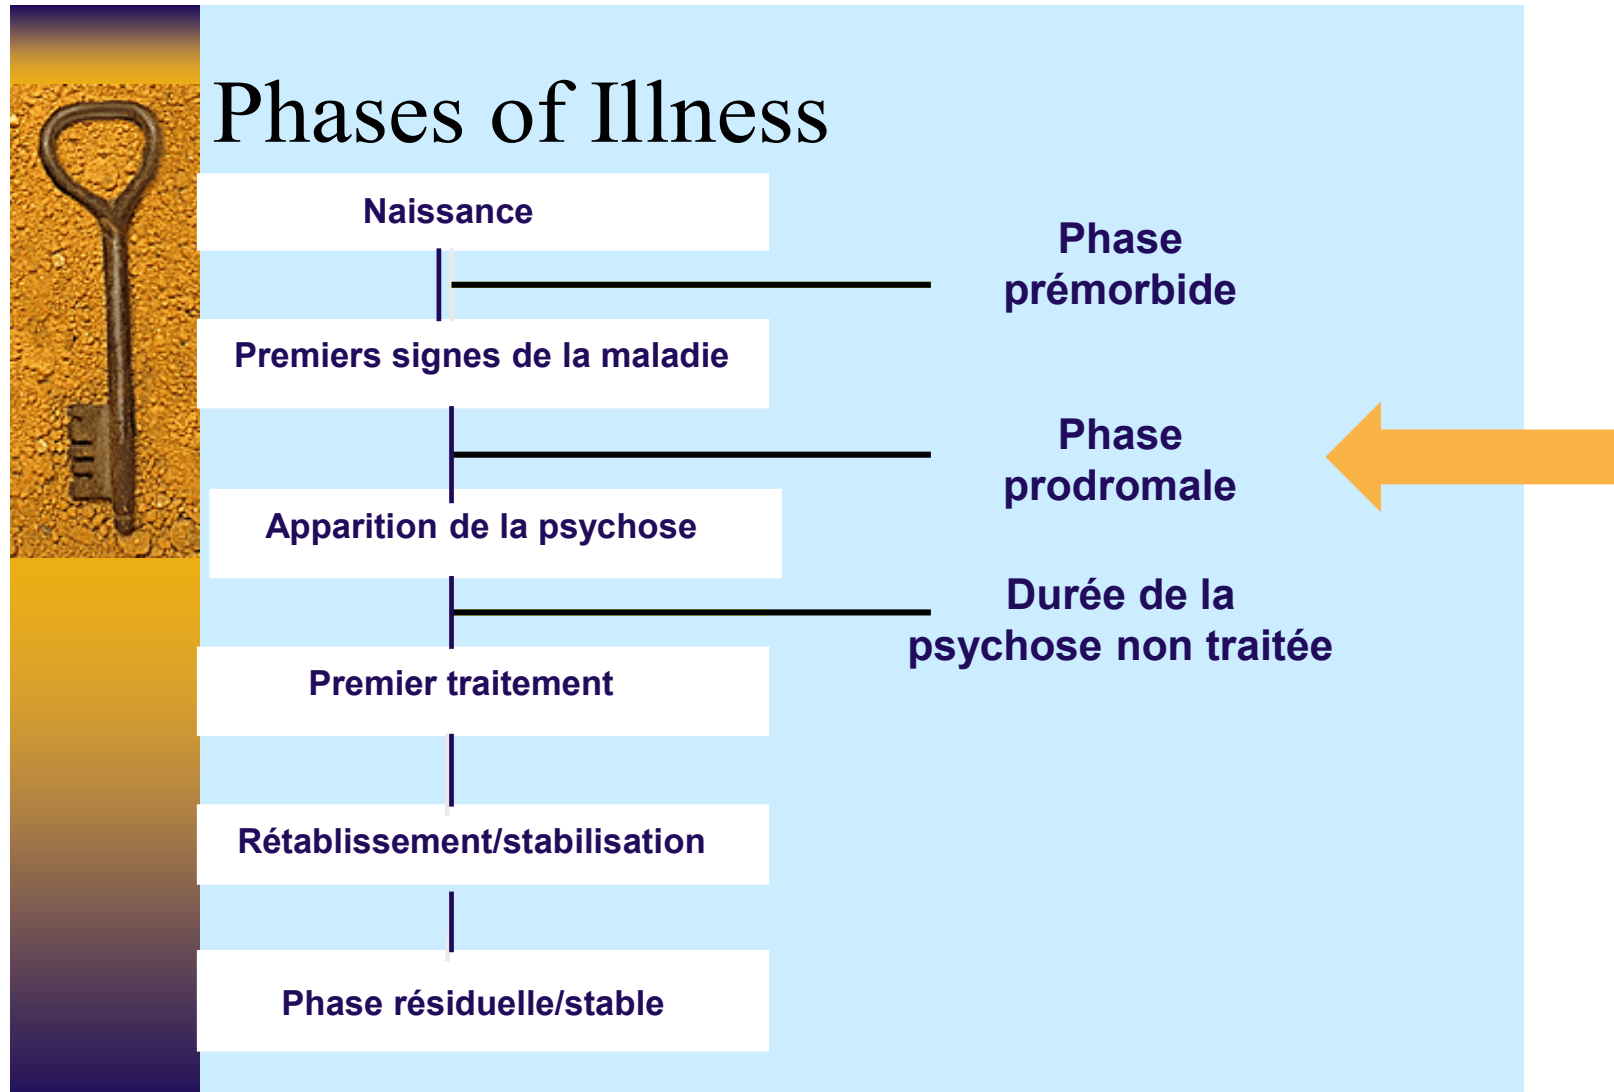 Phases of Illness
Naissance
Phase
prémorbide
Premiers signes de la maladie
Phase
prodromale
Apparition de la psychose
Durée de la
psychose non traitée
Premier traitement
Rétablissement/stabilisation
Phase résiduelle/stable